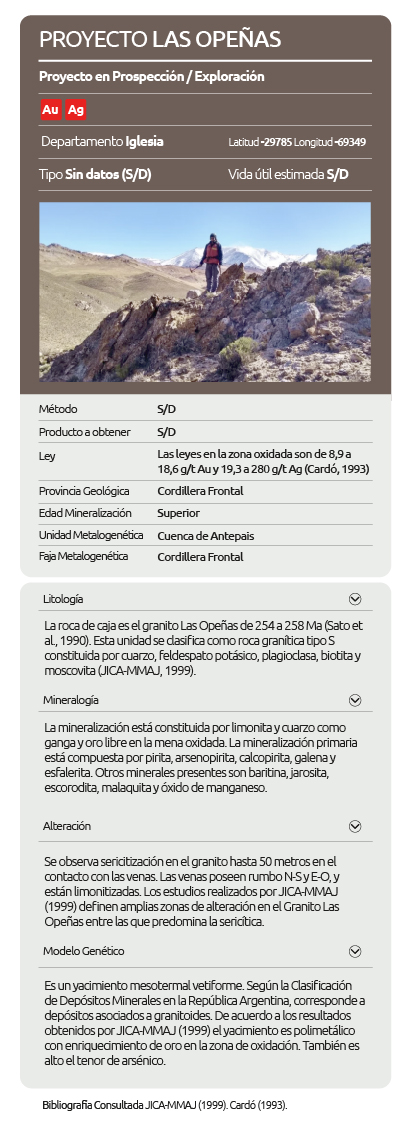 PROYECTO LAS OPEÑAS
Proyecto en Prospección / Exploración
Au Ag
Departamento Iglesia Latitud -29785 Longitud -69349
Tipo Sin datos (S/D) Vida útil estimada S/D
Método S/D
Producto a obtener S/D
Ley Las leyes en la zona oxidada son de 8,9 a
18,6 g/t Au y 19,3 a 280 g/t Ag (Cardó, 1993)
Provincia Geológica Cordillera Frontal
Edad Mineralización Superior
Unidad Metalogenética Cuenca de Antepais
Faja Metalogenética Cordillera Frontal
Litología
La roca de caja es el granito Las Opeñas de 254 a 258 Ma (Sato et
al., 1990). Esta unidad se clasifica como roca granítica tipo S
constituida por cuarzo, feldespato potásico, plagioclasa, biotita y
moscovita (JICA-MMAJ, 1999).
Mineralogía
La mineralización está constituida por limonita y cuarzo como
ganga y oro libre en la mena oxidada. La mineralización primaria
está compuesta por pirita, arsenopirita, calcopirita, galena y
esfalerita. Otros minerales presentes son baritina, jarosita,
escorodita, malaquita y óxido de manganeso.
Alteración
Se observa sericitización en el granito hasta 50 metros en el
contacto con las venas. Las venas poseen rumbo N-S y E-O, y
están limonitizadas. Los estudios realizados por JICA-MMAJ
(1999) definen amplias zonas de alteración en el Granito Las
Opeñas entre las que predomina la sericítica.
Modelo Genético
Es un yacimiento mesotermal vetiforme. Según la Clasificación
de Depósitos Minerales en la República Argentina, corresponde a
depósitos asociados a granitoides. De acuerdo a los resultados
obtenidos por JICA-MMAJ (1999) el yacimiento es polimetálico
con enriquecimiento de oro en la zona de oxidación. También es
alto el tenor de arsénico.
Bibliografía Consultada JICA-MMAJ (1999). Cardó (1993).